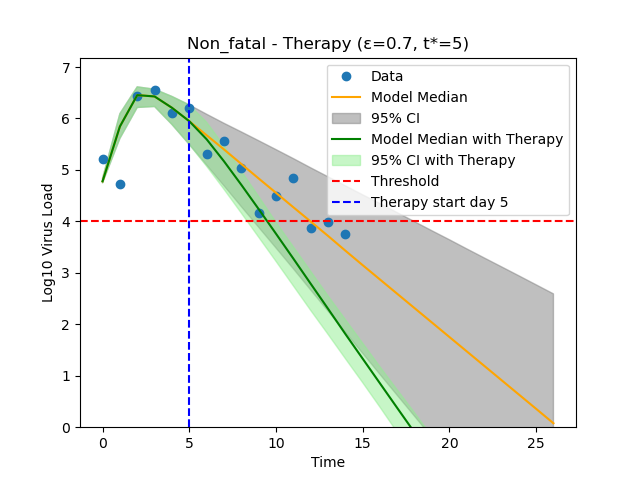 Non_fatal - Therapy (ε=0.7, t*=5)
Data
Model Median
95% CI
Model Median with Therapy
95% CI with Therapy
Threshold
Therapy start day 5
Log10 Virus Load
7
6
5
4
3
2
1
0
0 5 10 15 20 25
Time